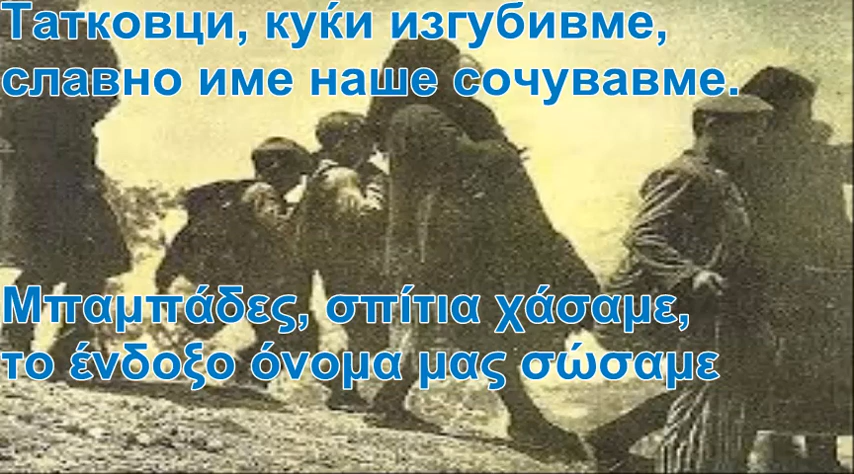 Татковци, куќи изгубивме,
славно име наше сочувавме.
Μπαμπάδες, σπίτια χάσαμε,
το ένδοξο όνομα μας σώσαμε